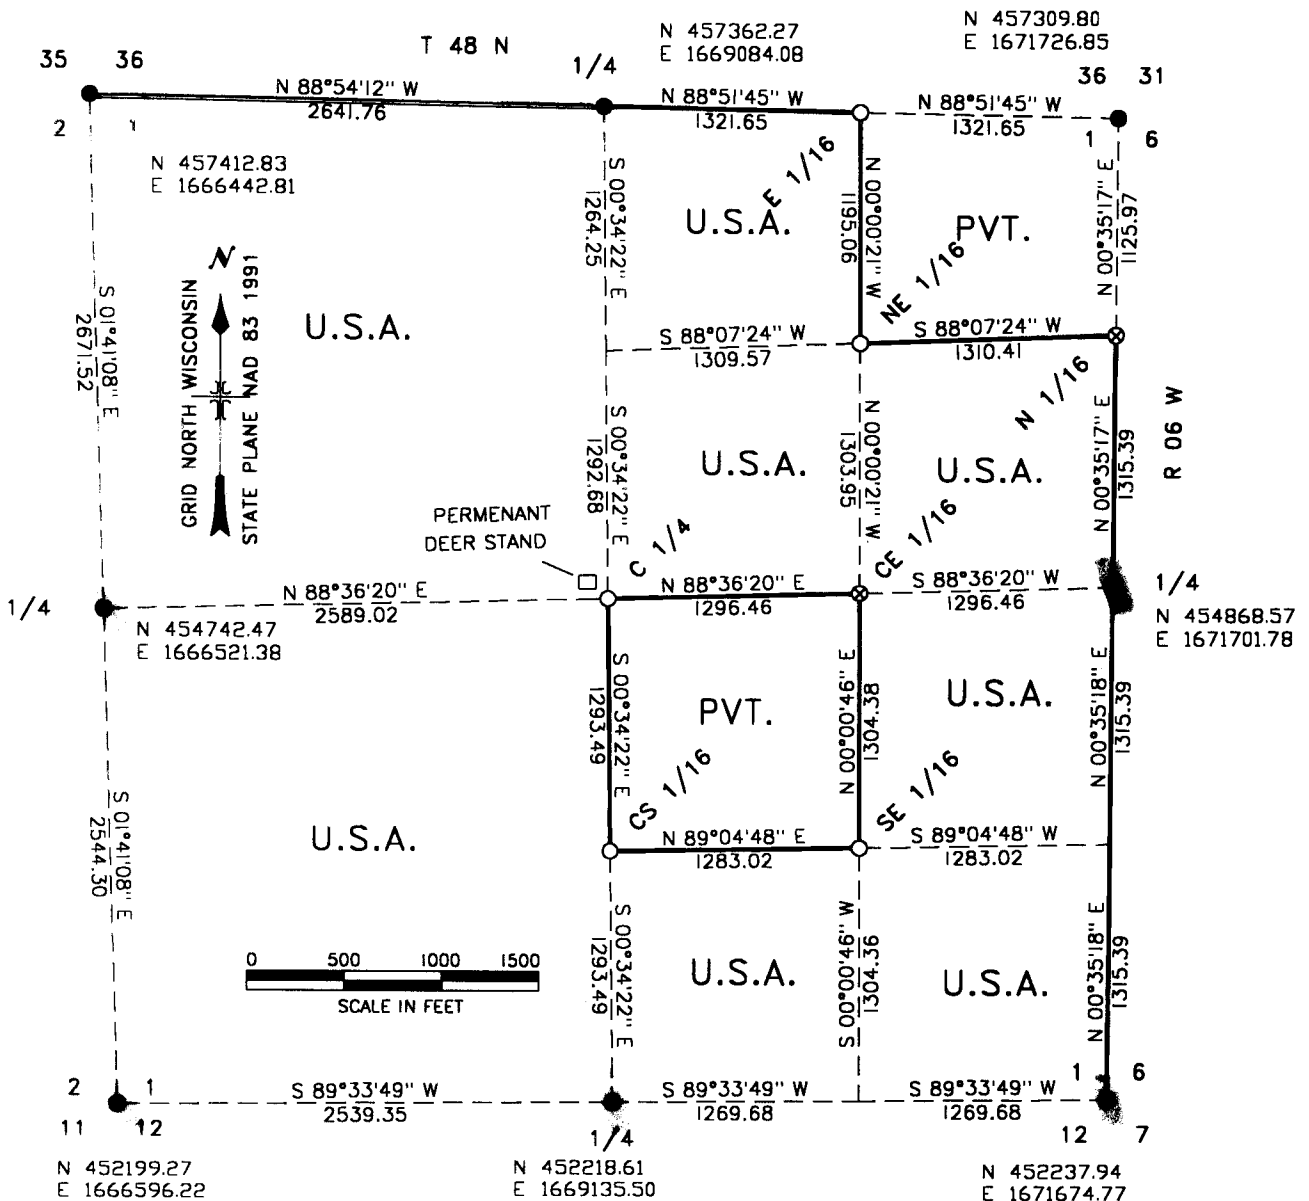 T 48 N
N 457362.27
E 1669084.08
N 457309.80
E 1671726.85
35 36
1/4
36 31
N 88°54'12" W
2641.76
N 88°51'45" W
1321.65
N 88°51'45" W
1321.65
2 1
1 6
N 457412.83
E 1666442.81
S 00°34'22" E
1264.25
E 1/16
N 00°00'21" W
1195.06
N 00°35'17" E
1125.97
U.S.A.
PVT.
GRID NORTH WISCONSIN
STATE PLANE NAD 83 1991
N
U.S.A.
S 01°41'08" E
2671.52
NE 1/16
S 88°07'24" W
1309.57
S 88°07'24" W
1310.41
N 1/16
R 06 W
S 00°34'22" E
1292.68
N 00°00'21" W
1303.95
N 00°35'17" E
1315.39
U.S.A.
U.S.A.
PERMENANT
DEER STAND
C 1/4
CE 1/16
1/4
N 88°36'20" E
2589.02
N 88°36'20" E
1296.46
S 88°36'20" W
1296.46
1/4
N 454742.47
E 1666521.38
N 454868.57
E 1671701.78
S 00°34'22" E
1293.49
N 00°00'46" E
1304.38
N 00°35'18" E
1315.39
PVT.
U.S.A.
CS 1/16
SE 1/16
S 01°41'08" E
2544.30
U.S.A.
N 89°04'48" E
1283.02
S 89°04'48" W
1283.02
S 00°34'22" E
1293.49
S 00°00'46" W
1304.36
N 00°35'18" E
1315.39
U.S.A.
U.S.A.
0 500 1000 1500
SCALE IN FEET
2 1
1 6
S 89°33'49" W
2539.35
S 89°33'49" W
1269.68
S 89°33'49" W
1269.68
11 12
1/4
12 7
N 452199.27
E 1666596.22
N 452218.61
E 1669135.50
N 452237.94
E 1671674.77